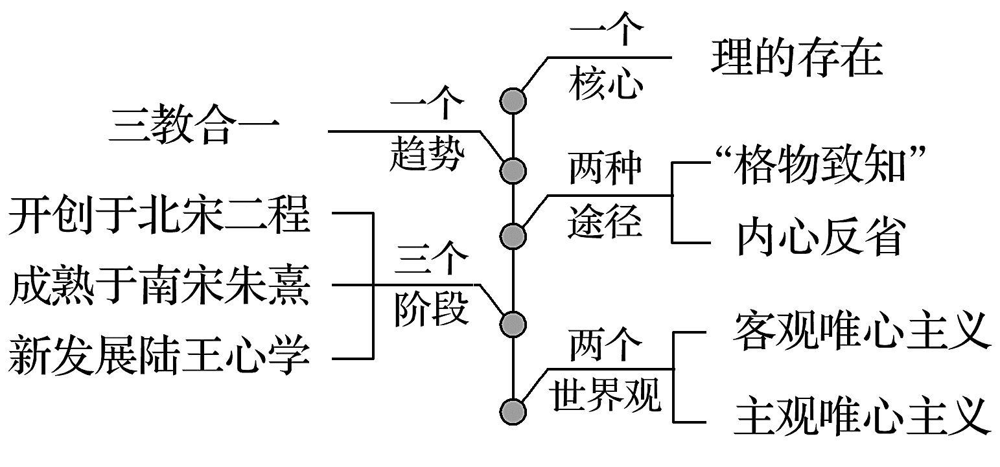 一个
核心
理的存在
三教合一
一个
趋势
两种
途径
“格物致知”
内心反省
开创于北宋二程
成熟于南宋朱熹
新发展陆王心学
三个
阶段
两个
世界观
客观唯心主义
主观唯心主义